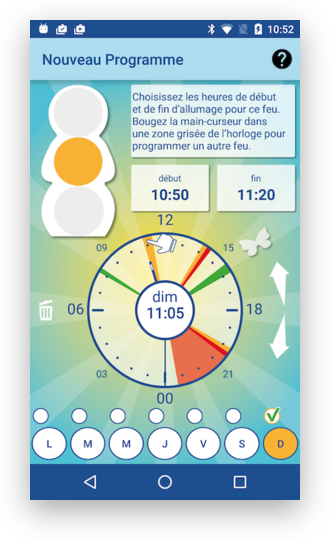 10:52
Nouveau Programme
?
Choisissez les heures de début
et de fin d'allumage pour ce feu.
Bougez la main-curseur dans
une zone grisée de l'horloge pour
programmer un autre feu.
début
10:50
fin
11:20
12
09
15
06
dim
11:05
18
03
21
00
L
M
M
J
V
S
D